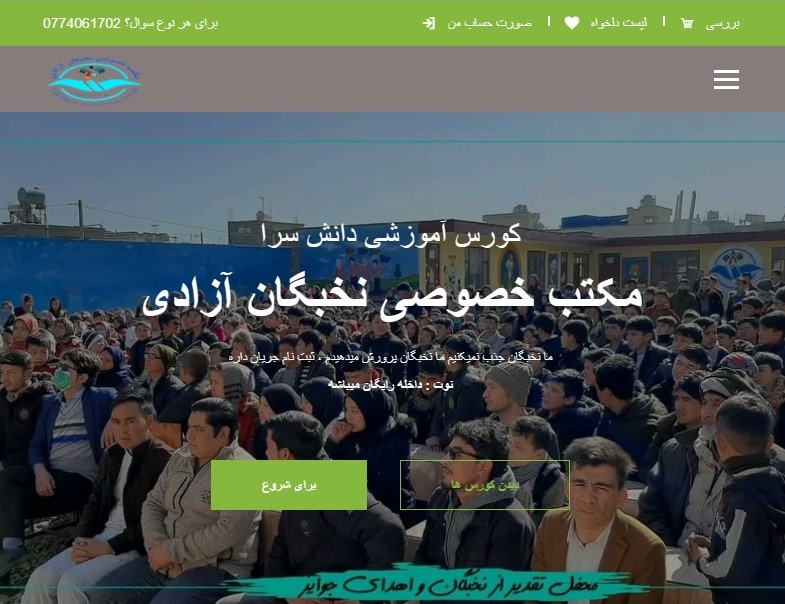 بررسی
لیست دلخواه
صورت حساب من
برای هر نوع سوال؟ 0774061702
کورس آموزشی دانش سرا
مکتب خصوصی نخبگان آزادی
ما نخبگان جذب نمیکنیم ما نخبگان پرورش میدهیم ، ثبت نام جریان داره
نوت : داخله رایگان میباشه
دیدن کورس ها
برای شروع
محفل تقدیر از نخبگان و اهدای جوایز